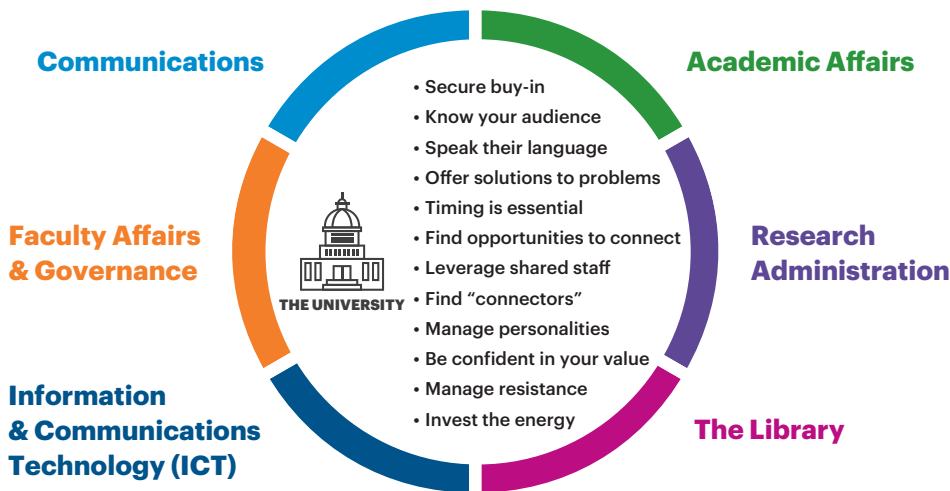 Communications
Academic Affairs
Faculty Affairs
& Governance
THE UNIVERSITY
• Secure buy-in
• Know your audience
• Speak their language
• Offer solutions to problems
• Timing is essential
• Find opportunities to connect
• Leverage shared staff
• Find “connectors”
• Manage personalities
• Be confident in your value
• Manage resistance
• Invest the energy
Research
Administration
Information
& Communications
Technology (ICT)
The Library